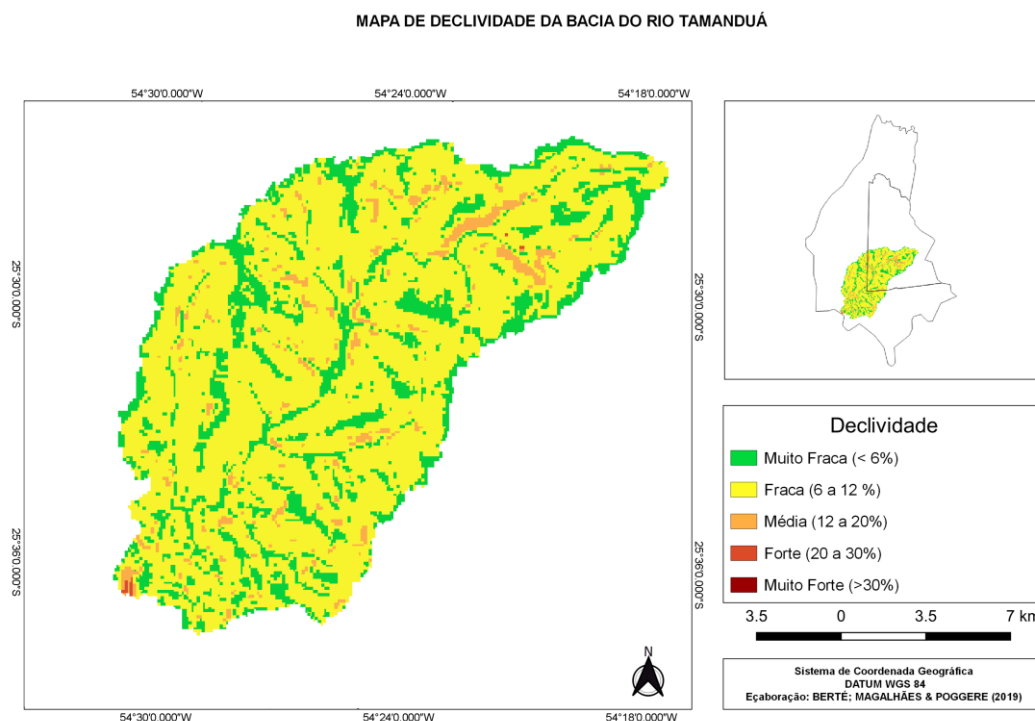 MAPA DE DECLIVIDADE DA BACIA DO RIO TAMANDUÁ
54°30'0.000"W
54°24'0.000"W
54°18'0.000"W
25°30'0.000"S
25°36'0.000"S
25°30'0.000"S
25°36'0.000"S
54°30'0.000"W
54°24'0.000"W
54°18'0.000"W
N
Declividade
Muito Fraca (< 6%)
Fraca (6 a 12 %)
Média (12 a 20%)
Forte (20 a 30%)
Muito Forte (>30%)
3.5 0 3.5 7 km
Sistema de Coordenada Geográfica
DATUM WGS 84
Eçaboração: BERTÉ; MAGALHÃES & POGGERE (2019)